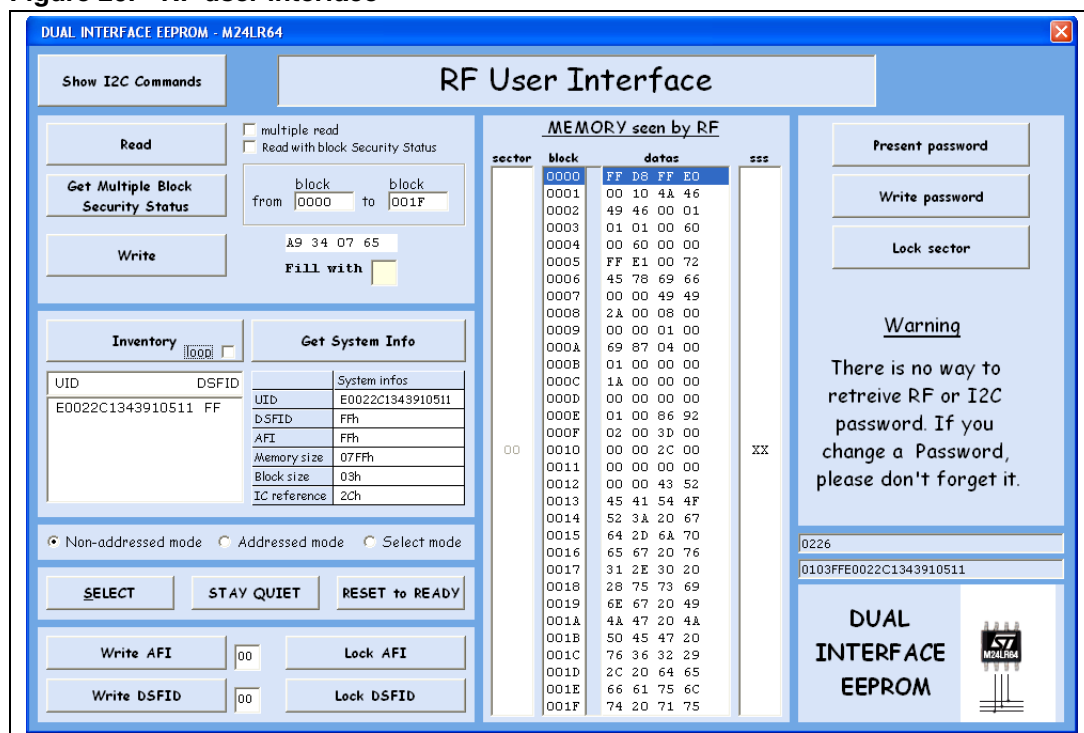 Figure 25. RF user interface
DUAL INTERFACE EEPROM - M24LR64
Show I2C Commands
RF User Interface
Read
multiple read
Read with block Security Status
Get Multiple Block
Security Status
block block
from 0000 to 001F
Write
A9 34 07 65
Fill with
Inventory
loop
Get System Info
UID DSFID
E0022C1343910511 FF
System infos
UID E0022C1343910511
DSFID FFh
AFI FFh
Memory size 07FFh
Block size 03h
IC reference 2Ch
Non-addressed mode Addressed mode Select mode
SELECT STAY QUIET RESET to READY
Write AFI 00 Lock AFI
Write DSFID 00 Lock DSFID
MEMORY seen by RF
sector block datas sss
0000 FF D8 FF E0
0001 00 10 4A 46
0002 49 46 00 01
0003 01 01 00 60
0004 00 60 00 00
0005 FF E1 00 72
0006 45 78 69 66
0007 00 00 49 49
0008 2A 00 08 00
0009 00 00 01 00
000A 69 87 04 00
000B 01 00 00 00
000C 1A 00 00 00
000D 00 00 00 00
000E 01 00 86 92
000F 02 00 3D 00
00 0010 00 00 2C 00 XX
0011 00 00 00 00
0012 00 00 43 52
0013 45 41 54 4F
0014 52 3A 20 67
0015 64 2D 6A 70
0016 65 67 20 76
0017 31 2E 30 20
0018 28 75 73 69
0019 6E 67 20 49
001A 4A 47 20 4A
001B 50 45 47 20
001C 76 36 32 29
001D 2C 20 64 65
001E 66 61 75 6C
001F 74 20 71 75
Present password
Write password
Lock sector
Warning
There is no way to
retreive RF or I2C
password. If you
change a Password,
please don't forget it.
0226
0103FFE0022C1343910511
DUAL
INTERFACE
EEPROM
ST
M24LR64